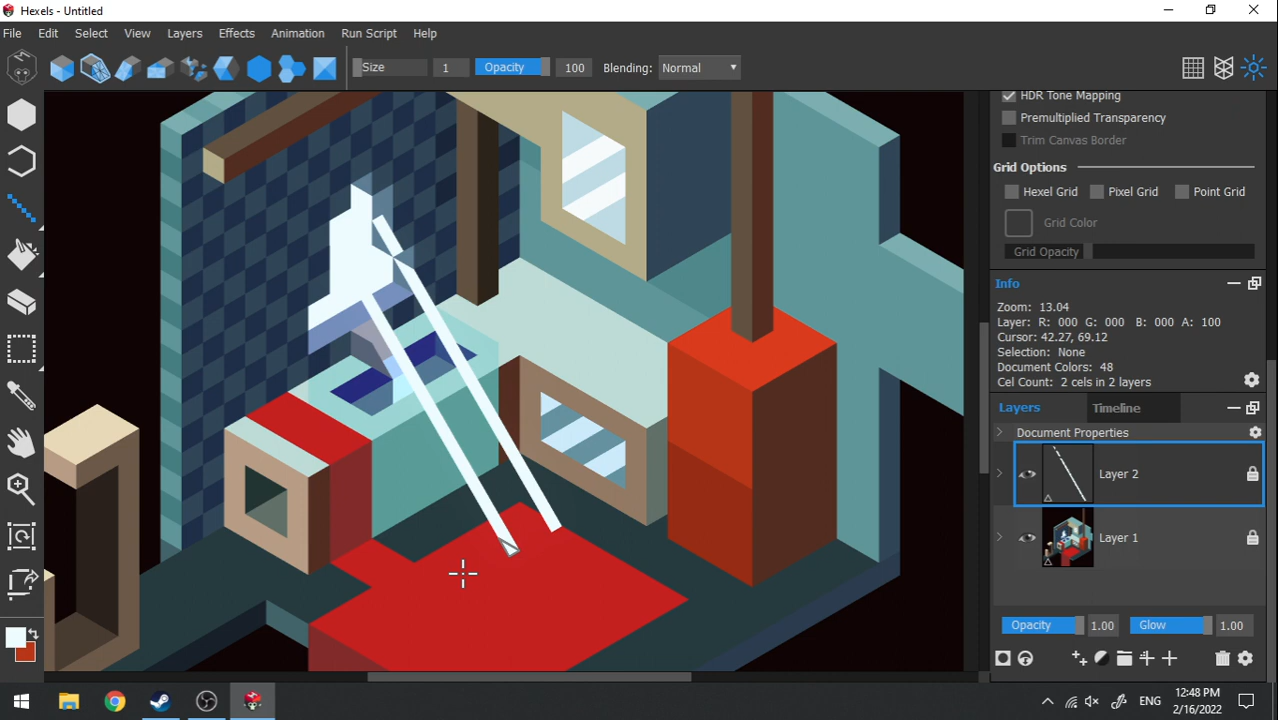 Hexels - Untitled
File Edit Select View Layers Effects Animation Run Script Help
Size 1 Opacity 100 Blending: Normal
HDR Tone Mapping
Premultiplied Transparency
Trim Canvas Border
Grid Options
Hexel Grid Pixel Grid Point Grid
Grid Color
Grid Opacity
Info
Zoom: 13.04
Layer: R: 000 G: 000 B: 000 A: 100
Cursor: 42.27, 69.12
Selection: None
Document Colors: 48
Cel Count: 2 cels in 2 layers
Layers Timeline
Document Properties
Layer 2
Layer 1
Opacity 1.00 Glow 1.00
ENG 12:48 PM
2/16/2022